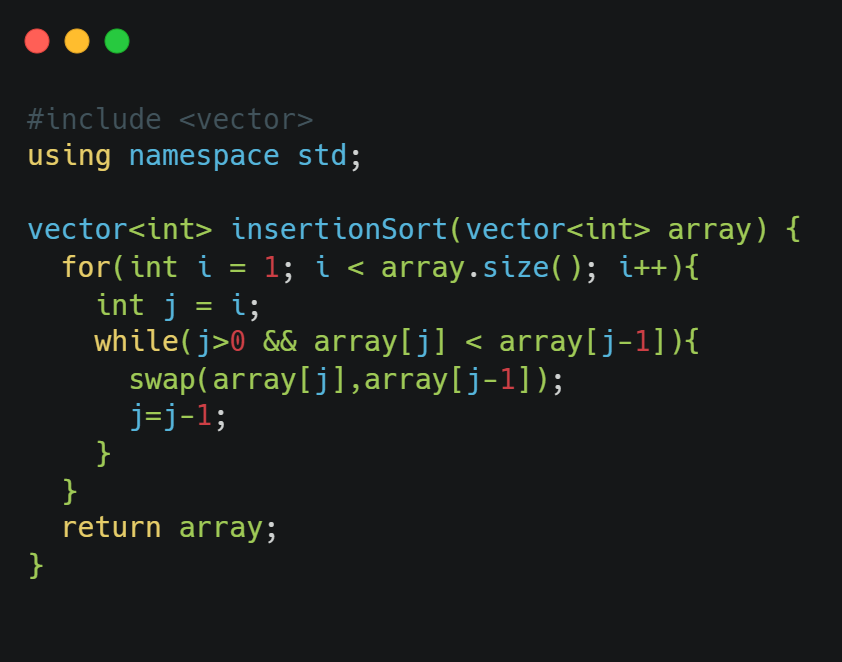 #include <vector>
using namespace std;
vector<int> insertionSort(vector<int> array) {
  for(int i = 1; i < array.size(); i++){
    int j = i;
    while(j>0 && array[j] < array[j-1]){
      swap(array[j],array[j-1]);
      j=j-1;
    }
  }
  return array;
}